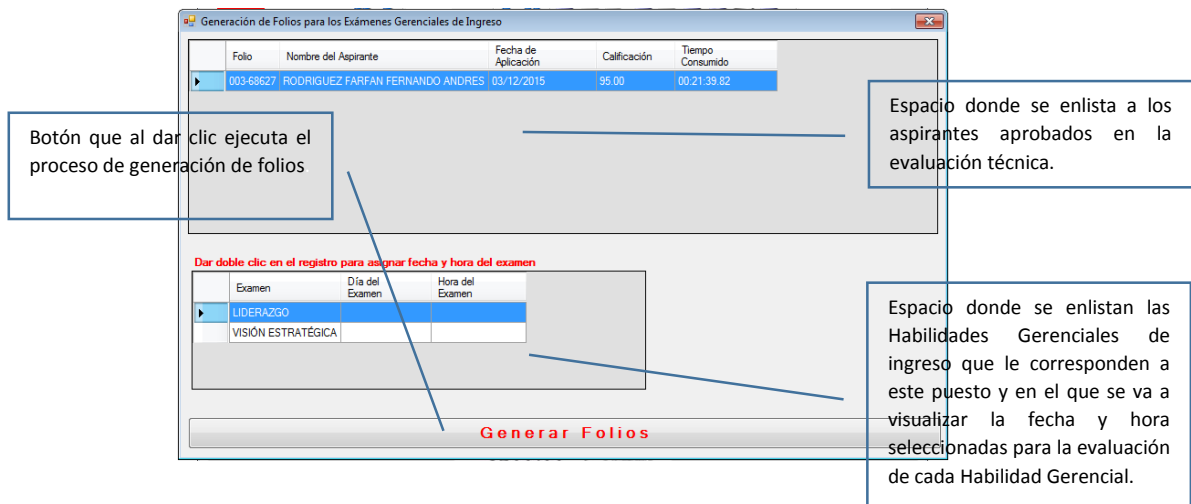 Generación de Folios para los Exámenes Gerenciales de Ingreso
Folio Nombre del Aspirante Fecha de Aplicación Calificación Tiempo Consumido
003-68627 RODRIGUEZ FARFAN FERNANDO ANDRES 03/12/2015 95.00 00:21:39.82
Espacio donde se enlista a los
aspirantes aprobados en la
evaluación técnica.
Botón que al dar clic ejecuta el
proceso de generación de folios
Dar doble clic en el registro para asignar fecha y hora del examen
Examen Día del Examen Hora del Examen
LIDERAZGO
VISIÓN ESTRATÉGICA
Espacio donde se enlistan las
Habilidades Gerenciales de
ingreso que le corresponden a
este puesto y en el que se va a
visualizar la fecha y hora
seleccionadas para la evaluación
de cada Habilidad Gerencial.
Generar Folios